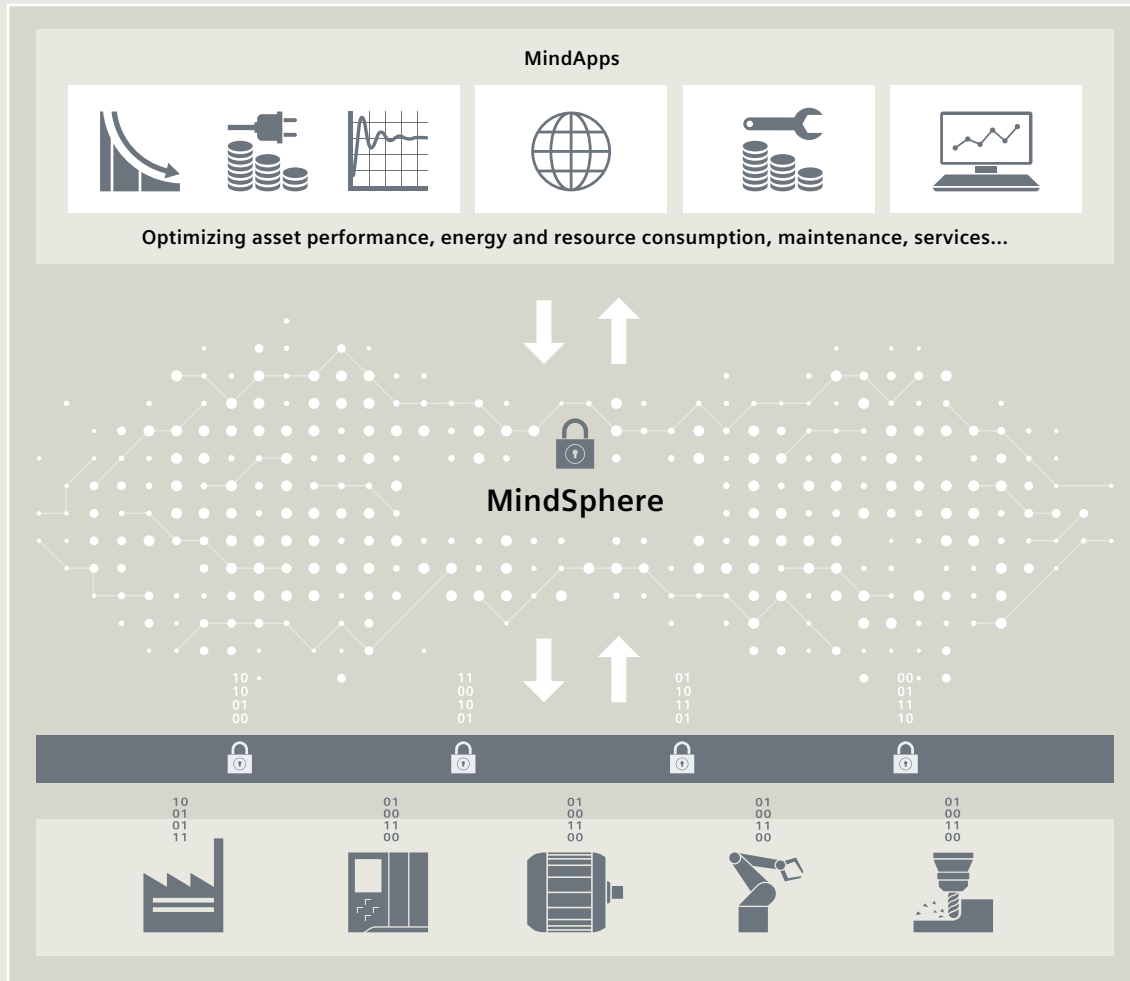 MindApps
Optimizing asset performance, energy and resource consumption, maintenance, services...
MindSphere
10 11 01 00
10 00 10 01
01 10 11 11
00 01 01 10
10 01 01 01 01
01 00 00 00 00
01 11 11 11 11
11 00 00 00 00